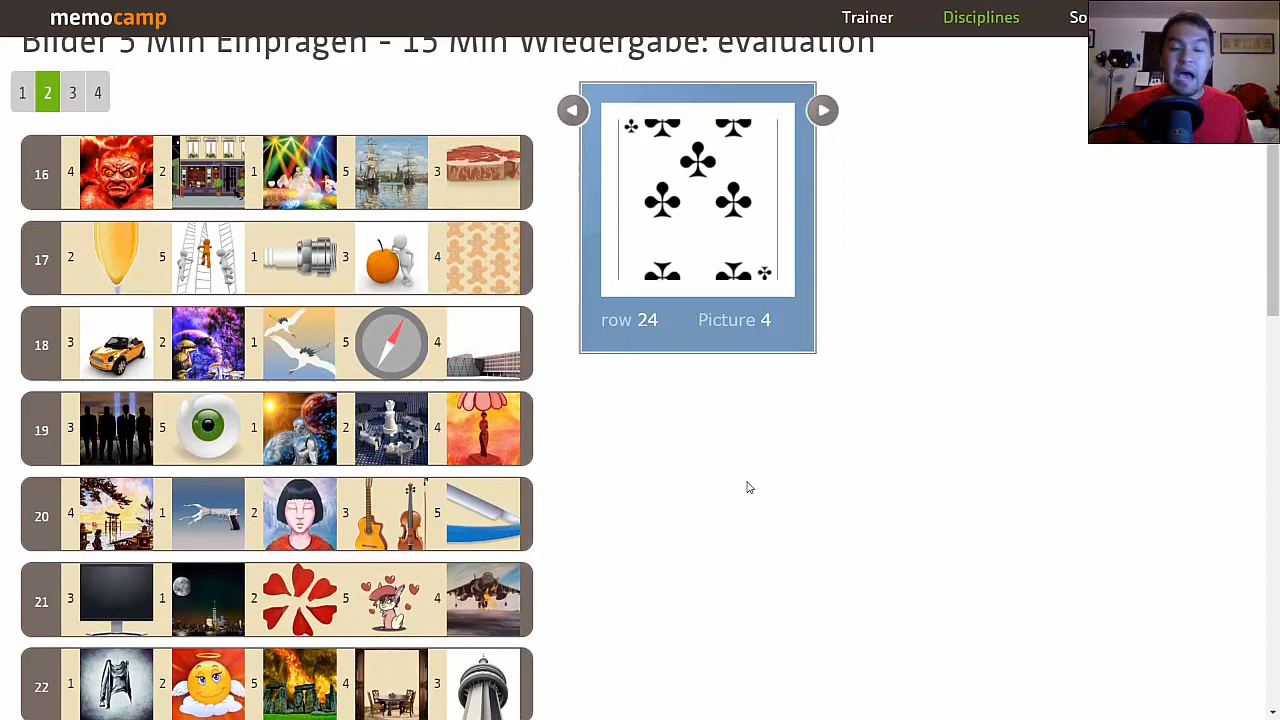 memocamp
Trainer
Disciplines
So
Bilder 5 Min Einprägen - 15 Min Wiedergabe: evaluation
1 2 3 4
16 4 2 1 5 3
17 2 5 1 3 4
18 3 2 1 5 4
19 3 5 1 2 4
20 4 1 2 3 5
21 3 1 2 5 4
22 1 2 5 4 3
row 24 Picture 4